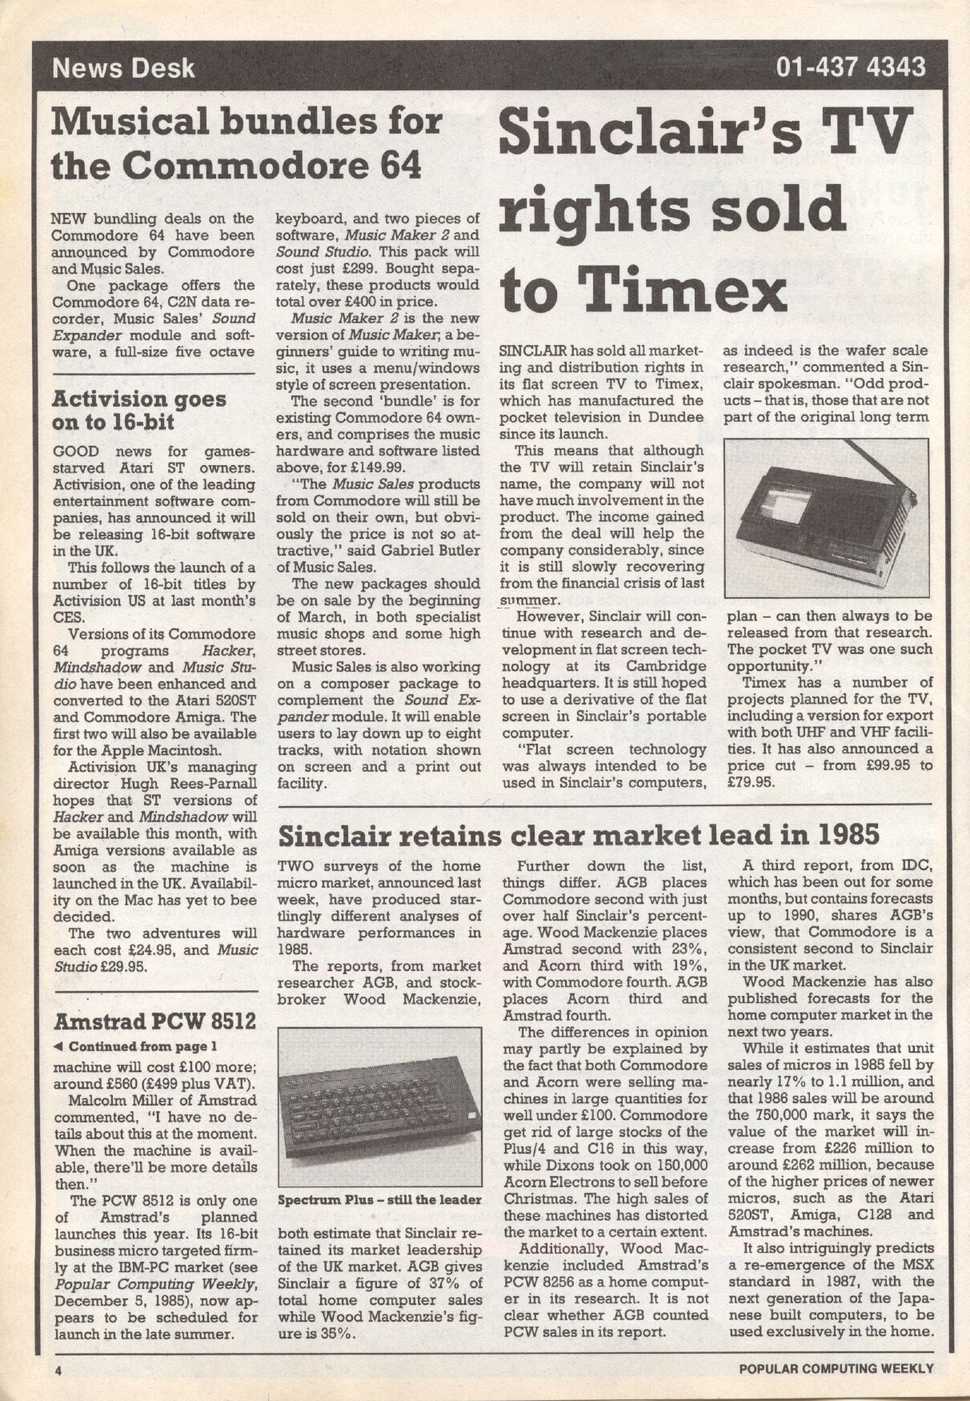 News Desk
01-437 4343
Musical bundles for
the Commodore 64
NEW bundling deals on the
Commodore 64 have been
announced by Commodore
and Music Sales.
One package offers the
Commodore 64, C2N data re-
corder, Music Sales' Sound
Expander module and soft-
ware, a full-size five octave
keyboard, and two pieces of
software, Music Maker 2 and
Sound Studio. This pack will
cost just £299. Bought sepa-
rately, these products would
total over £400 in price.
Music Maker 2 is the new
version of Music Maker; a be-
ginners' guide to writing mu-
sic, it uses a menu/windows
style of screen presentation.
The second 'bundle' is for
existing Commodore 64 own-
ers, and comprises the music
hardware and software listed
above, for £149.99.
"The Music Sales products
from Commodore will still be
sold on their own, but obvi-
ously the price is not so at-
tractive," said Gabriel Butler
of Music Sales.
The new packages should
be on sale by the beginning
of March, in both specialist
music shops and some high
street stores.
Music Sales is also working
on a composer package to
complement the Sound Ex-
pander module. It will enable
users to lay down up to eight
tracks, with notation shown
on screen and a print out
facility.
Activision goes
on to 16-bit
GOOD news for games-
starved Atari ST owners.
Activision, one of the leading
entertainment software com-
panies, has announced it will
be releasing 16-bit software
in the UK.
This follows the launch of a
number of 16-bit titles by
Activision US at last month's
CES.
Versions of its Commodore
64 programs Hacker,
Mindshadow and Music Stu-
dio have been enhanced and
converted to the Atari 520ST
and Commodore Amiga. The
first two will also be available
for the Apple Macintosh.
Activision UK's managing
director Hugh Rees-Parnall
hopes that ST versions of
Hacker and Mindshadow will
be available this month, with
Amiga versions available as
soon as the machine is
launched in the UK. Availabil-
ity on the Mac has yet to bee
decided.
The two adventures will
each cost £24.95, and Music
Studio £29.95.
Amstrad PCW 8512
◄ Continued from page 1
machine will cost £100 more;
around £560 (£499 plus VAT).
Malcolm Miller of Amstrad
commented, "I have no de-
tails about this at the moment.
When the machine is avail-
able, there'll be more details
then."
The PCW 8512 is only one
of Amstrad's planned
launches this year. Its 16-bit
business micro targeted firm-
ly at the IBM-PC market (see
Popular Computing Weekly,
December 5, 1985), now ap-
pears to be scheduled for
launch in the late summer.
Sinclair's TV
rights sold
to Timex
SINCLAIR has sold all market-
ing and distribution rights in
its flat screen TV to Timex,
which has manufactured the
pocket television in Dundee
since its launch.
This means that although
the TV will retain Sinclair's
name, the company will not
have much involvement in the
product. The income gained
from the deal will help the
company considerably, since
it is still slowly recovering
from the financial crisis of last
summer.
However, Sinclair will con-
tinue with research and de-
velopment in flat screen tech-
nology at its Cambridge
headquarters. It is still hoped
to use a derivative of the flat
screen in Sinclair's portable
computer.
"Flat screen technology
was always intended to be
used in Sinclair's computers,
as indeed is the wafer scale
research," commented a Sin-
clair spokesman. "Odd prod-
ucts – that is, those that are not
part of the original long term
plan – can then always to be
released from that research.
The pocket TV was one such
opportunity."
Timex has a number of
projects planned for the TV,
including a version for export
with both UHF and VHF facili-
ties. It has also announced a
price cut – from £99.95 to
£79.95.
Sinclair retains clear market lead in 1985
TWO surveys of the home
micro market, announced last
week, have produced star-
tlingly different analyses of
hardware performances in
1985.
The reports, from market
researcher AGB, and stock-
broker Wood Mackenzie,
Spectrum Plus – still the leader
both estimate that Sinclair re-
tained its market leadership
of the UK market. AGB gives
Sinclair a figure of 37% of
total home computer sales
while Wood Mackenzie's fig-
ure is 35%.
Further down the list,
things differ. AGB places
Commodore second with just
over half Sinclair's percent-
age. Wood Mackenzie places
Amstrad second with 23%,
and Acorn third with 19%,
with Commodore fourth. AGB
places Acorn third and
Amstrad fourth.
The differences in opinion
may partly be explained by
the fact that both Commodore
and Acorn were selling ma-
chines in large quantities for
well under £100. Commodore
get rid of large stocks of the
Plus/4 and C16 in this way,
while Dixons took on 150,000
Acorn Electrons to sell before
Christmas. The high sales of
these machines has distorted
the market to a certain extent.
Additionally, Wood Mac-
kenzie included Amstrad's
PCW 8256 as a home comput-
er in its research. It is not
clear whether AGB counted
PCW sales in its report.
A third report, from IDC,
which has been out for some
months, but contains forecasts
up to 1990, shares AGB's
view, that Commodore is a
consistent second to Sinclair
in the UK market.
Wood Mackenzie has also
published forecasts for the
home computer market in the
next two years.
While it estimates that unit
sales of micros in 1985 fell by
nearly 17% to 1.1 million, and
that 1986 sales will be around
the 750,000 mark, it says the
value of the market will in-
crease from £226 million to
around £262 million, because
of the higher prices of newer
micros, such as the Atari
520ST, Amiga, C128 and
Amstrad's machines.
It also intriguingly predicts
a re-emergence of the MSX
standard in 1987, with the
next generation of the Japa-
nese built computers, to be
used exclusively in the home.
4
POPULAR COMPUTING WEEKLY